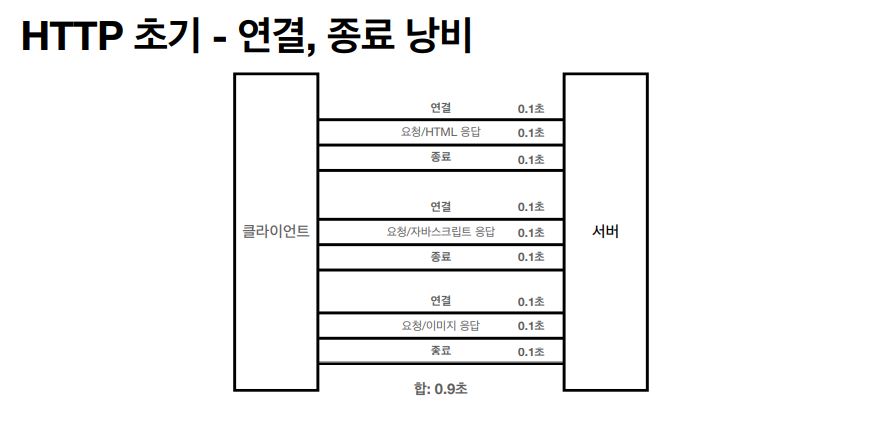 HTTP 초기 - 연결, 종료 낭비
연결 0.1초
요청/HTML 응답 0.1초
종료 0.1초
연결 0.1초
클라이언트 요청/자바스크립트 응답 0.1초 서버
종료 0.1초
연결 0.1초
요청/이미지 응답 0.1초
종료 0.1초
합: 0.9초